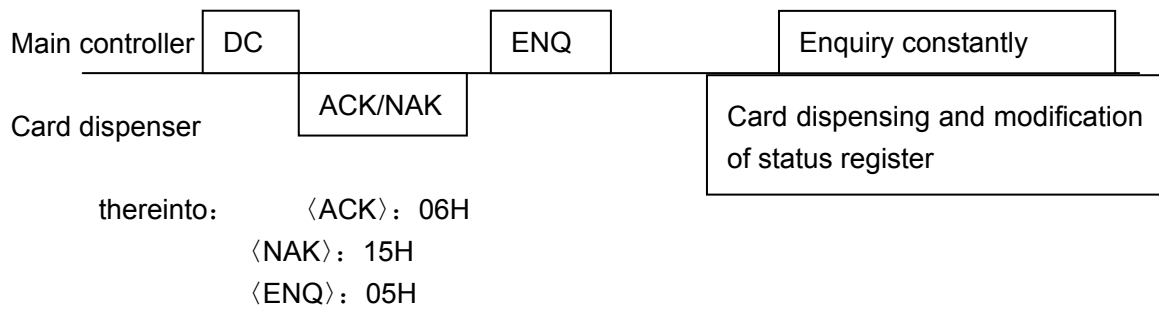 Main controller DC ENQ Enquiry constantly
ACK/NAK
Card dispenser
Card dispensing and modification
of status register
thereinto： 〈ACK〉：06H
〈NAK〉：15H
〈ENQ〉：05H